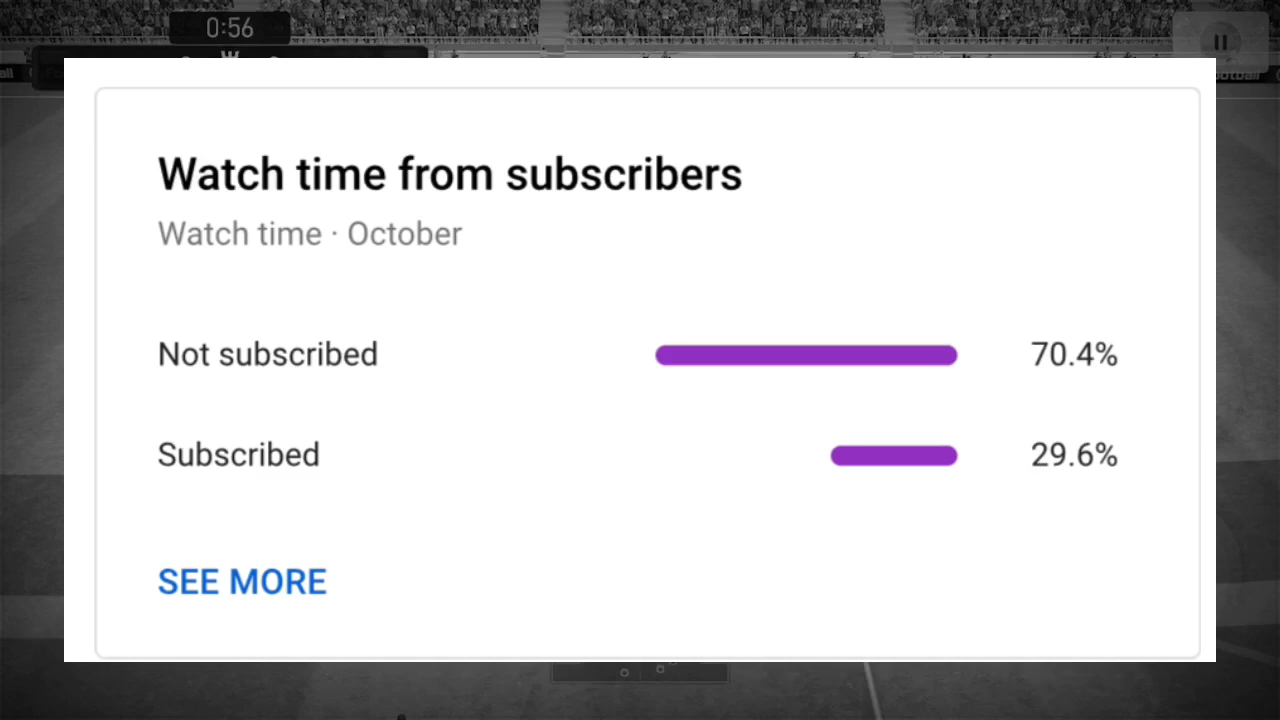 0:56
Watch time from subscribers
Watch time · October
Not subscribed 70.4%
Subscribed 29.6%
SEE MORE